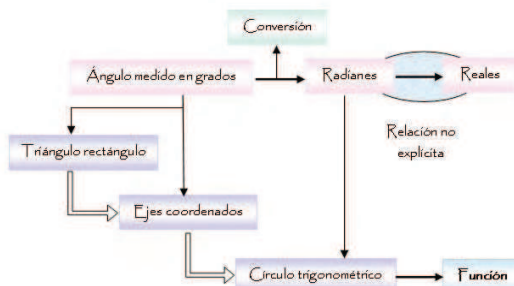 Conversión
Ángulo medido en grados
Radianes
Reales
Relación no
explícita
Triángulo rectángulo
Ejes coordenados
Círculo trigonométrico
Función